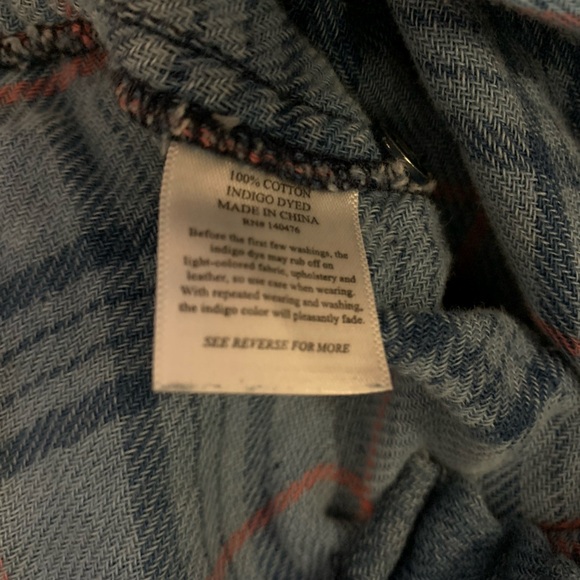 100% COTTON
INDIGO DYED
MADE IN CHINA
RN# 140476
Before the first few waskings, the
indigo dye may rub off on
light-colored fabric, upholstery and
leather, so use care when wearing.
With repeated wearing and washing,
the indigo color will pleasantly fade.
SEE REVERSE FOR MORE